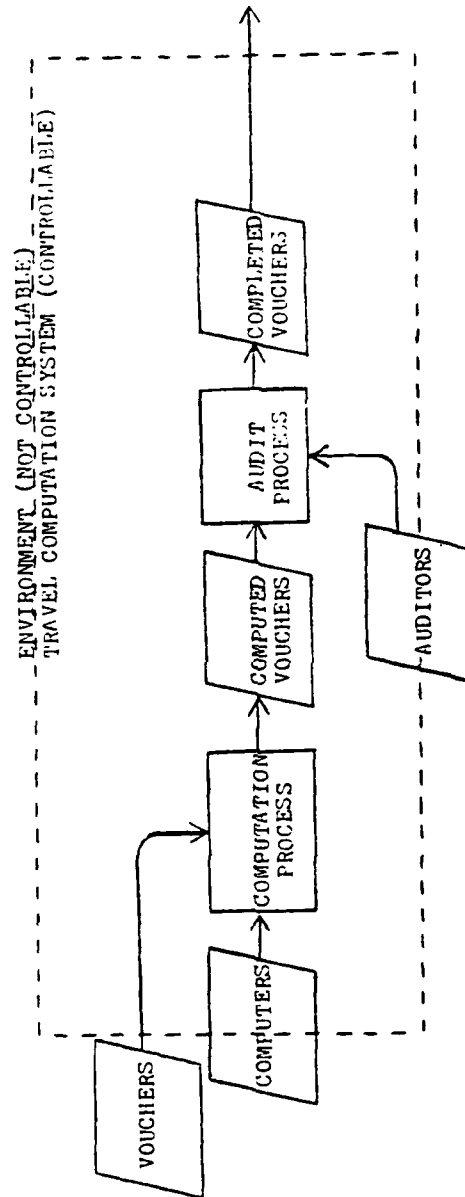 ENVIRONMENT (NOT CONTROLLABLE)
TRAVEL COMPUTATION SYSTEM (CONTROLLABLE)
VOUCHERS
COMPUTERS
COMPUTATION
PROCESS
COMPUTED
VOUCHERS
AUDITORS
AUDIT
PROCESS
COMPLETED
VOUCHERS